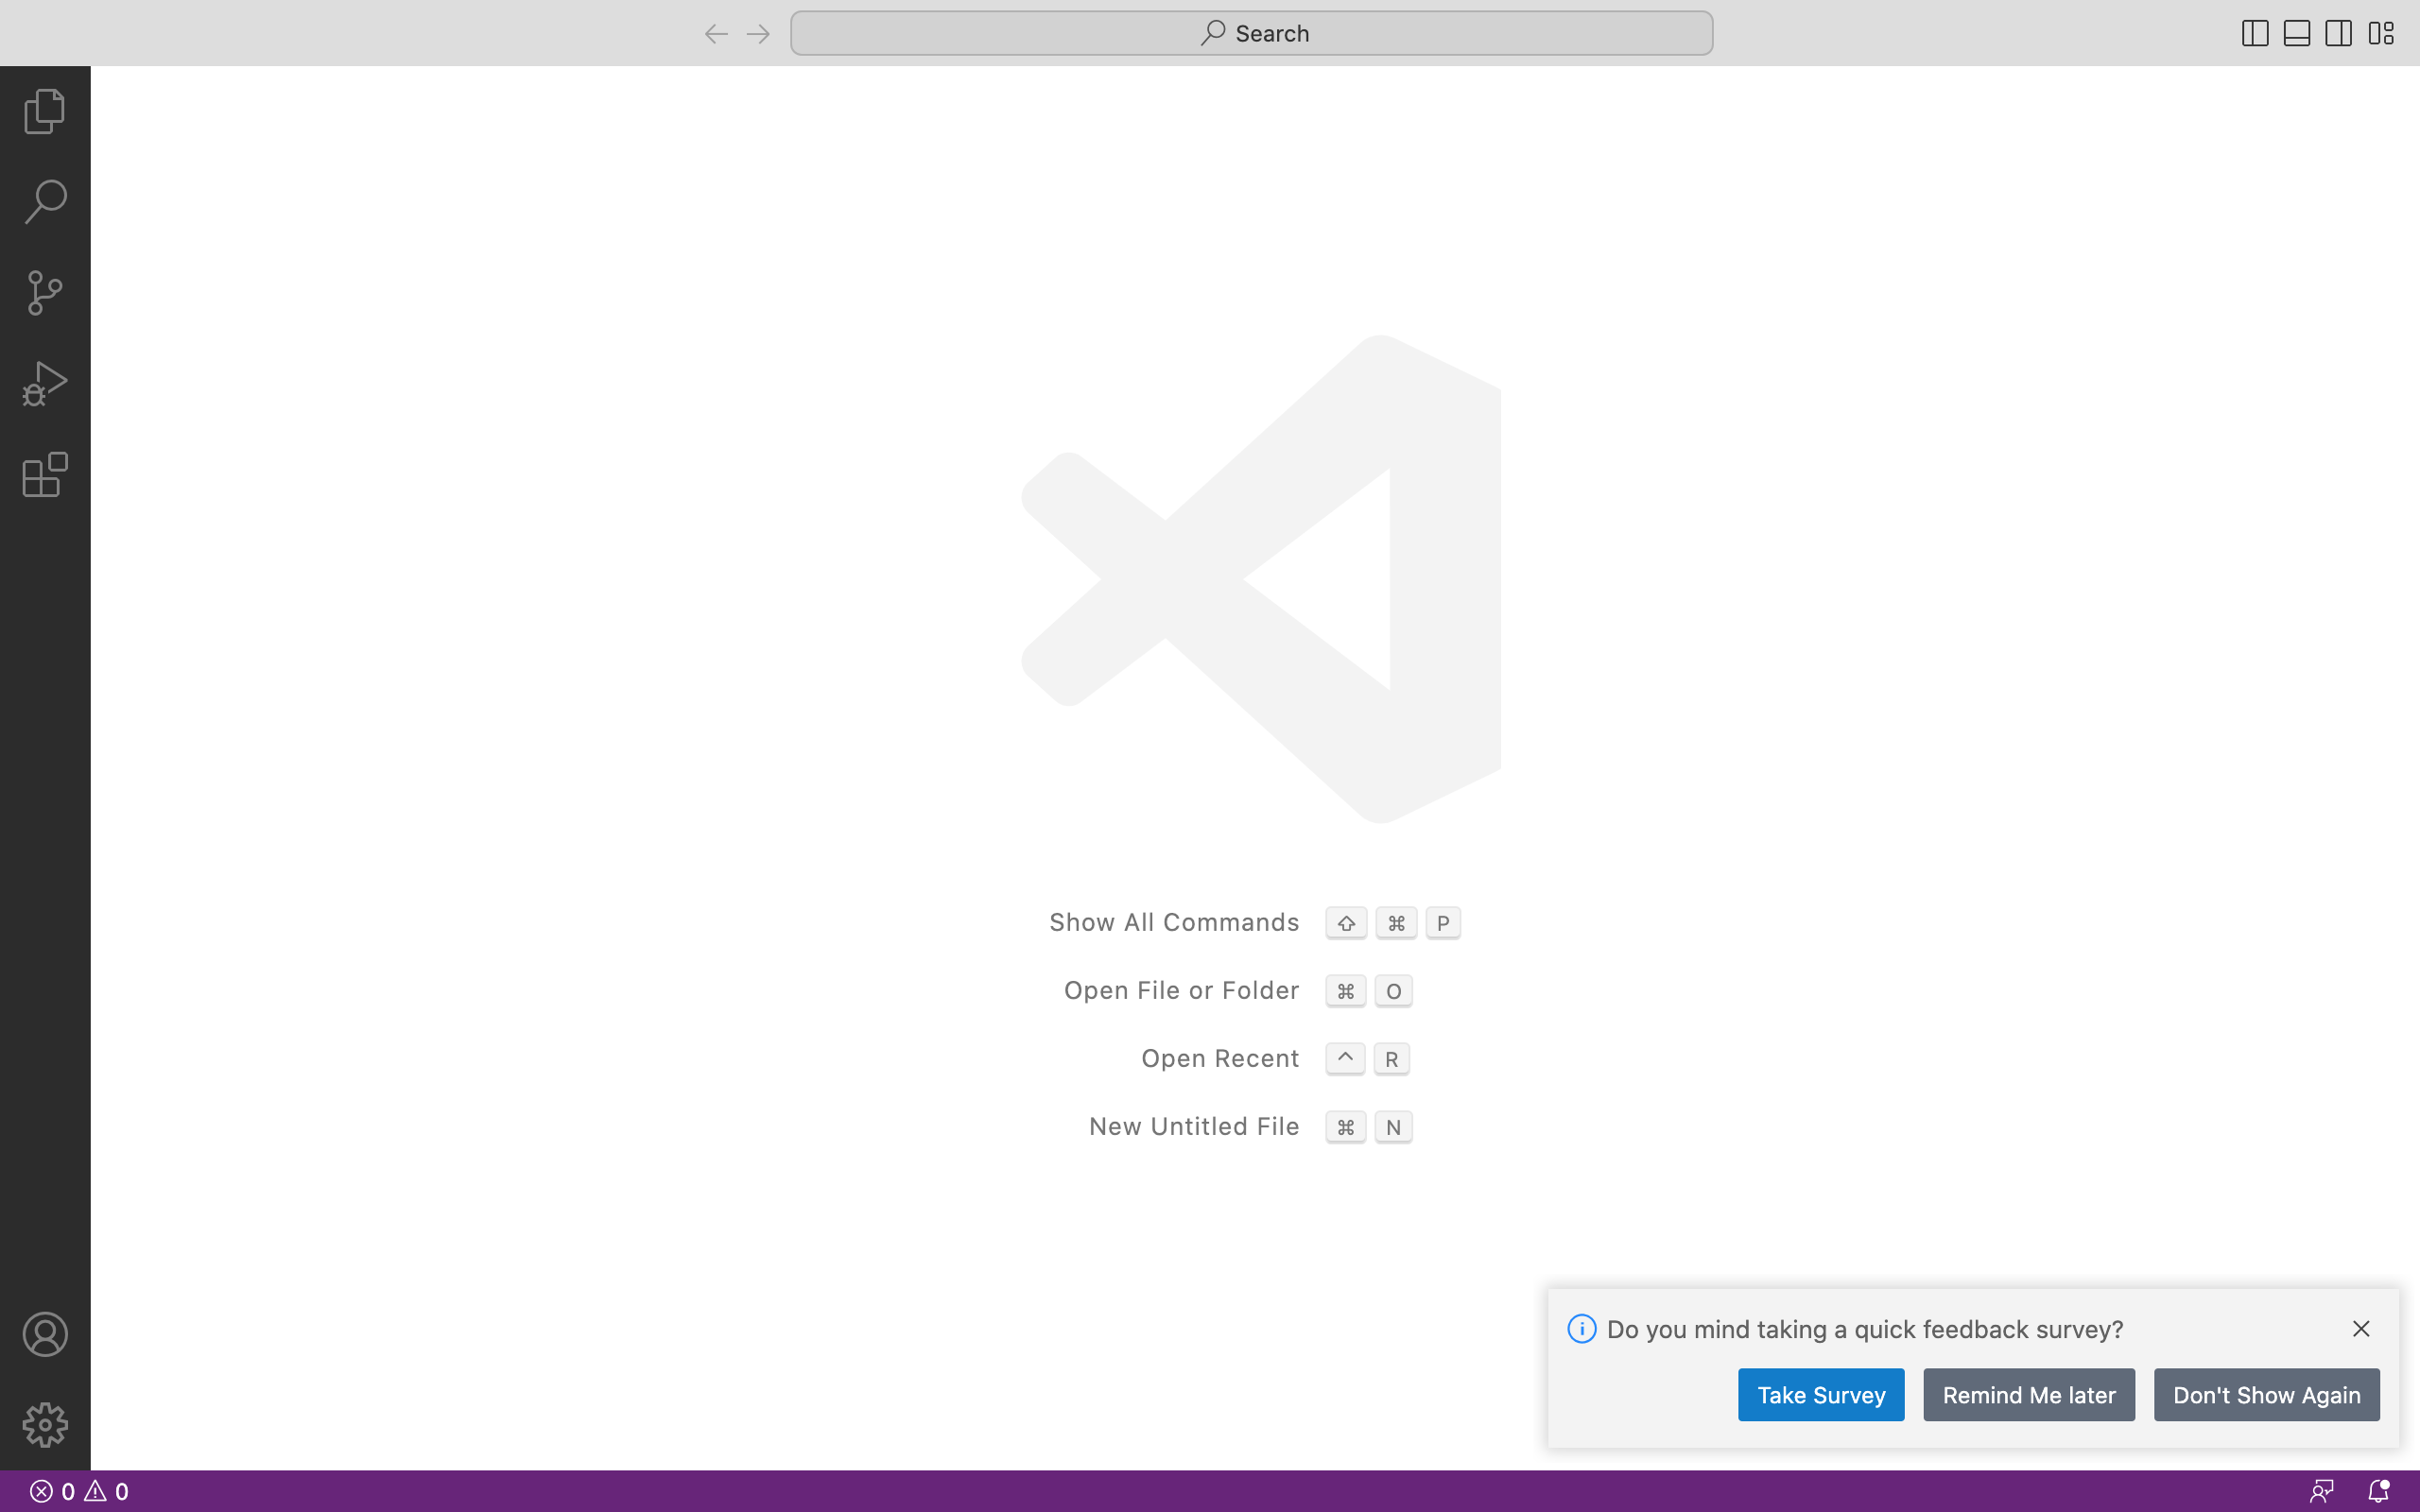 Search
Show All Commands ⇧ ⌘ P
Open File or Folder ⌘ O
Open Recent ^ R
New Untitled File ⌘ N
Do you mind taking a quick feedback survey?
Take Survey Remind Me later Don't Show Again
0 0